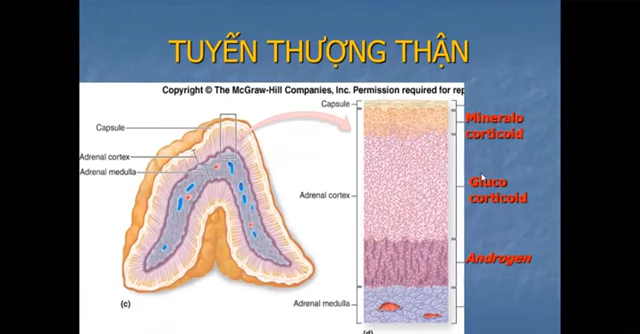 TUYẾN THƯỢNG THẬN
Copyright © The McGraw-Hill Companies, Inc. Permission required for rep
Capsule
Adrenal cortex
Adrenal medulla
(c)
Capsule
Adrenal cortex
Adrenal medulla
(d)
Mineralo
corticoid
Gluco
corticoid
Androgen